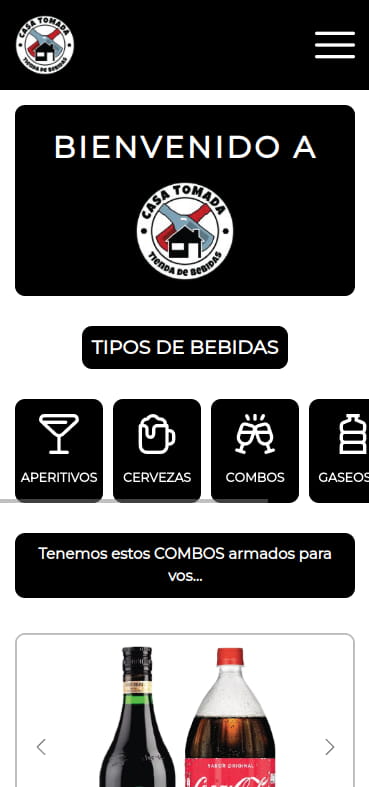 CASA TOMADA
TIENDA DE BEBIDAS
BIENVENIDO A
CASA TOMADA
TIENDA DE BEBIDAS
TIPOS DE BEBIDAS
APERITIVOS
CERVEZAS
COMBOS
GASEOS
Tenemos estos COMBOS armados para
vos...
SABOR ORIGINAL
Coca-Cola